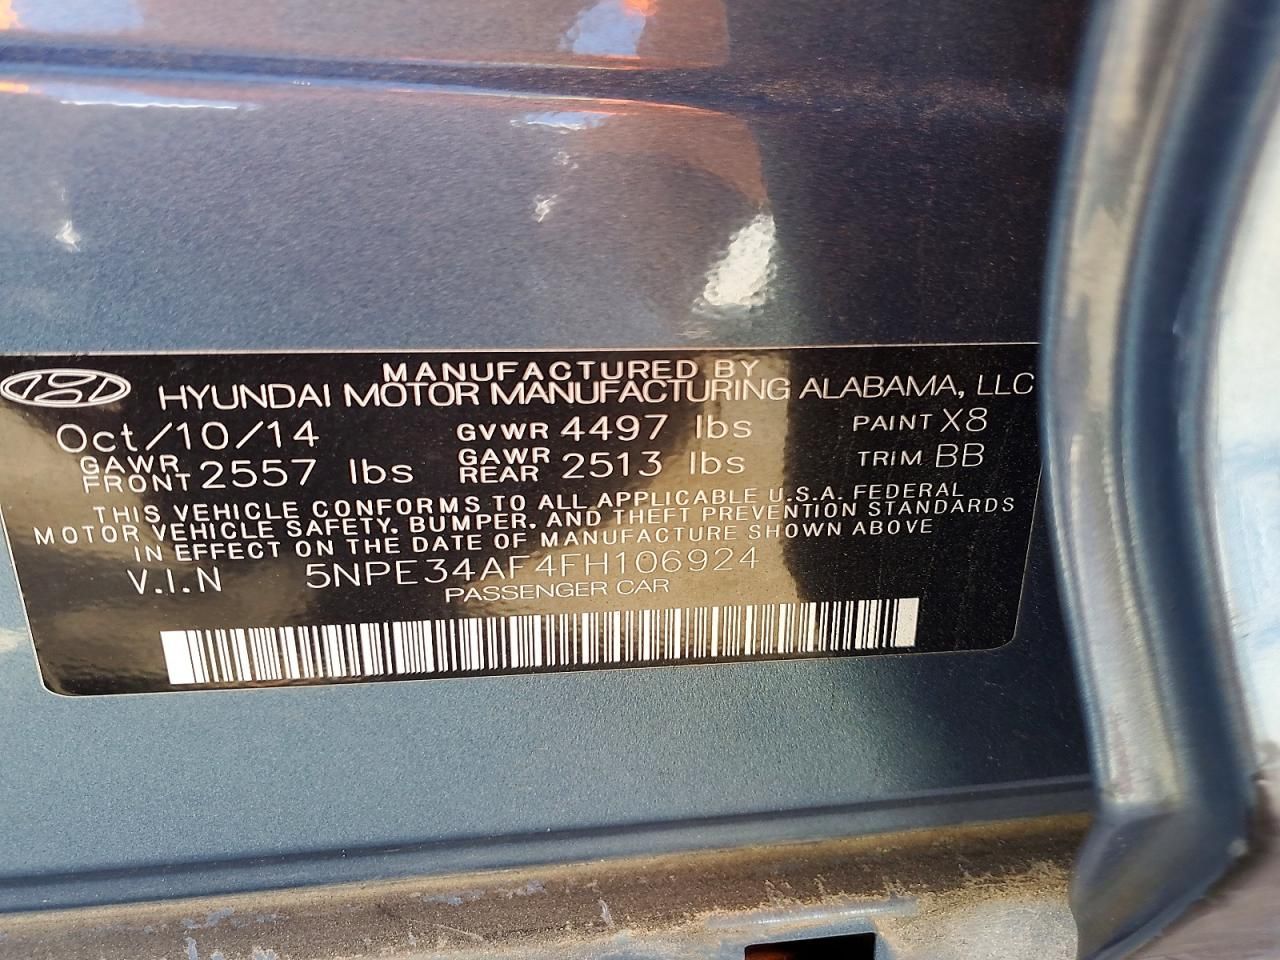 MANUFACTURED BY
HYUNDAI MOTOR MANUFACTURING ALABAMA, LLC
Oct/10/14 GVWR 4497 lbs PAINT X8
GAWR FRONT 2557 lbs GAWR REAR 2513 lbs TRIM BB
THIS VEHICLE CONFORMS TO ALL APPLICABLE U.S.A. FEDERAL
MOTOR VEHICLE SAFETY, BUMPER, AND THEFT PREVENTION STANDARDS
IN EFFECT ON THE DATE OF MANUFACTURE SHOWN ABOVE
V.I.N 5NPE34AF4FH106924
PASSENGER CAR